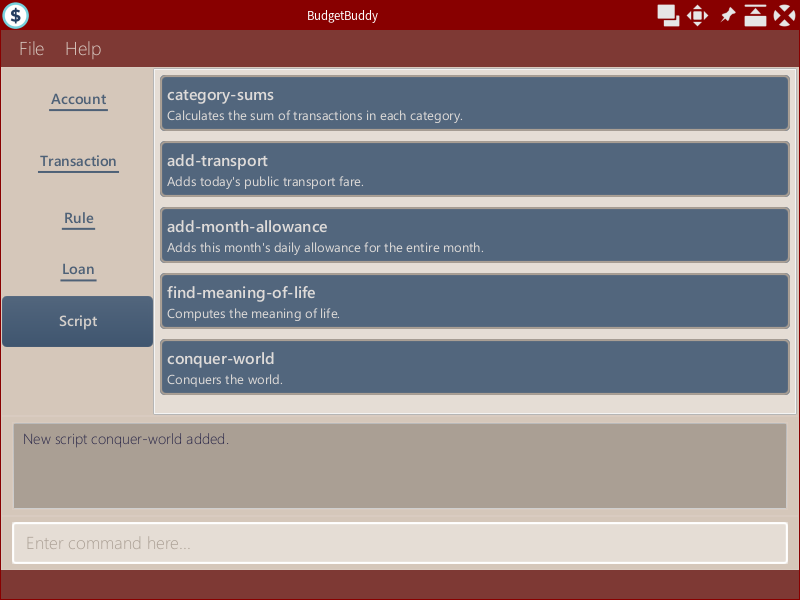 $
BudgetBuddy
File Help
Account
Transaction
Rule
Loan
Script
category-sums
Calculates the sum of transactions in each category.
add-transport
Adds today's public transport fare.
add-month-allowance
Adds this month's daily allowance for the entire month.
find-meaning-of-life
Computes the meaning of life.
conquer-world
Conquers the world.
New script conquer-world added.
Enter command here...